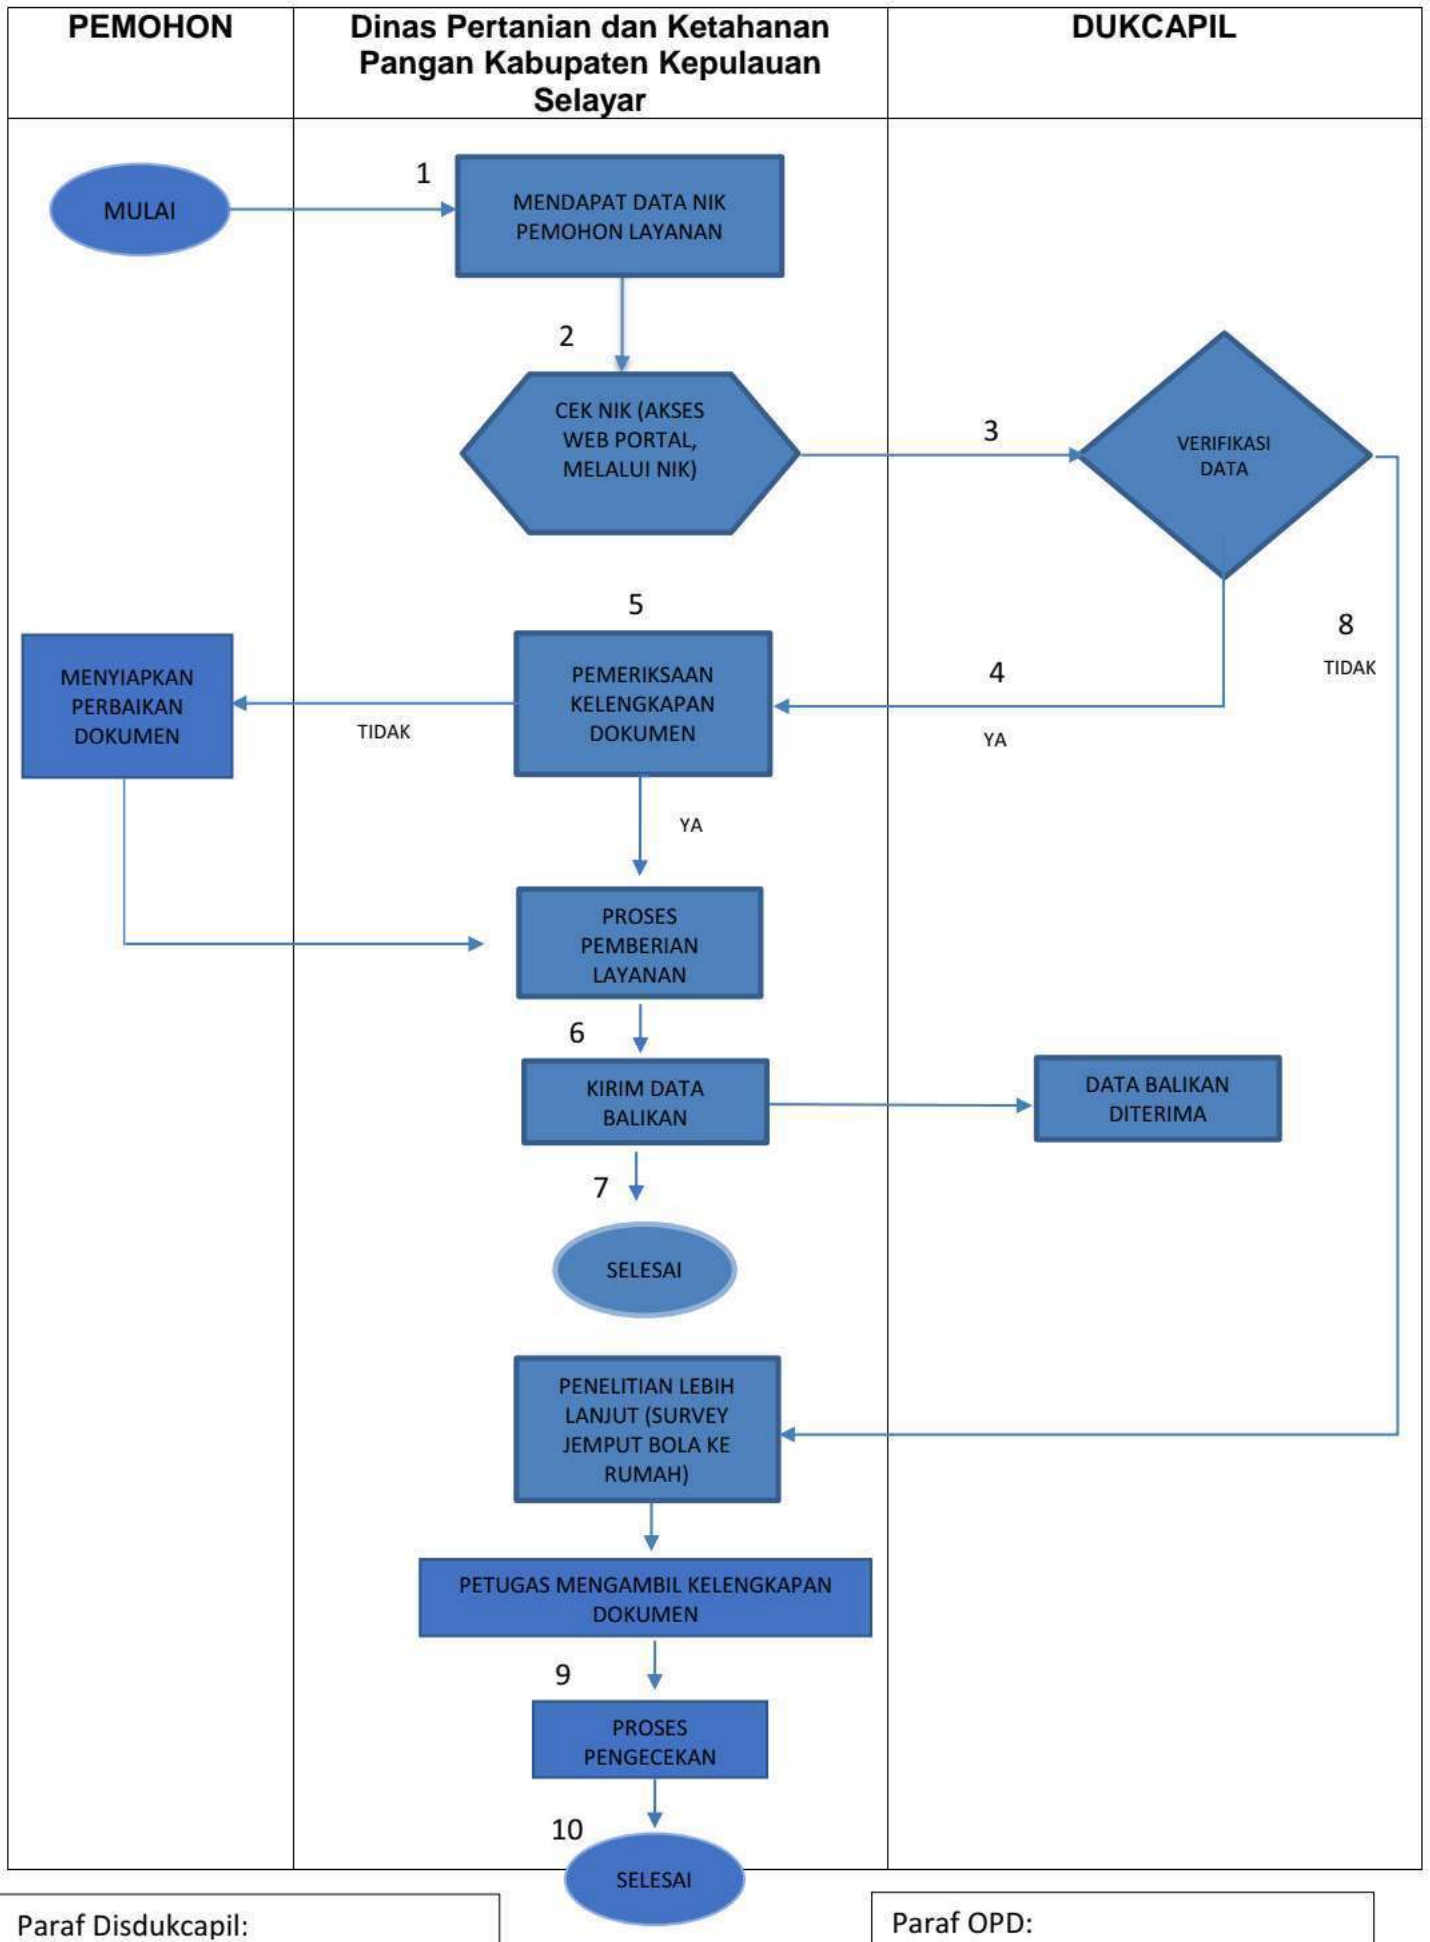 PEMOHON
Dinas Pertanian dan Ketahanan
Pangan Kabupaten Kepulauan
Selayar
DUKCAPIL
MULAI
1
MENDAPAT DATA NIK
PEMOHON LAYANAN
2
CEK NIK (AKSES
WEB PORTAL,
MELALUI NIK)
3
VERIFIKASI
DATA
8
TIDAK
4
YA
5
PEMERIKSAAN
KELENGKAPAN
DOKUMEN
TIDAK
MENYIAPKAN
PERBAIKAN
DOKUMEN
YA
PROSES
PEMBERIAN
LAYANAN
6
KIRIM DATA
BALIKAN
DATA BALIKAN
DITERIMA
7
SELESAI
PENELITIAN LEBIH
LANJUT (SURVEY
JEMPUT BOLA KE
RUMAH)
PETUGAS MENGAMBIL KELENGKAPAN
DOKUMEN
9
PROSES
PENGECEKAN
10
SELESAI
Paraf Disdukcapil:
Paraf OPD: